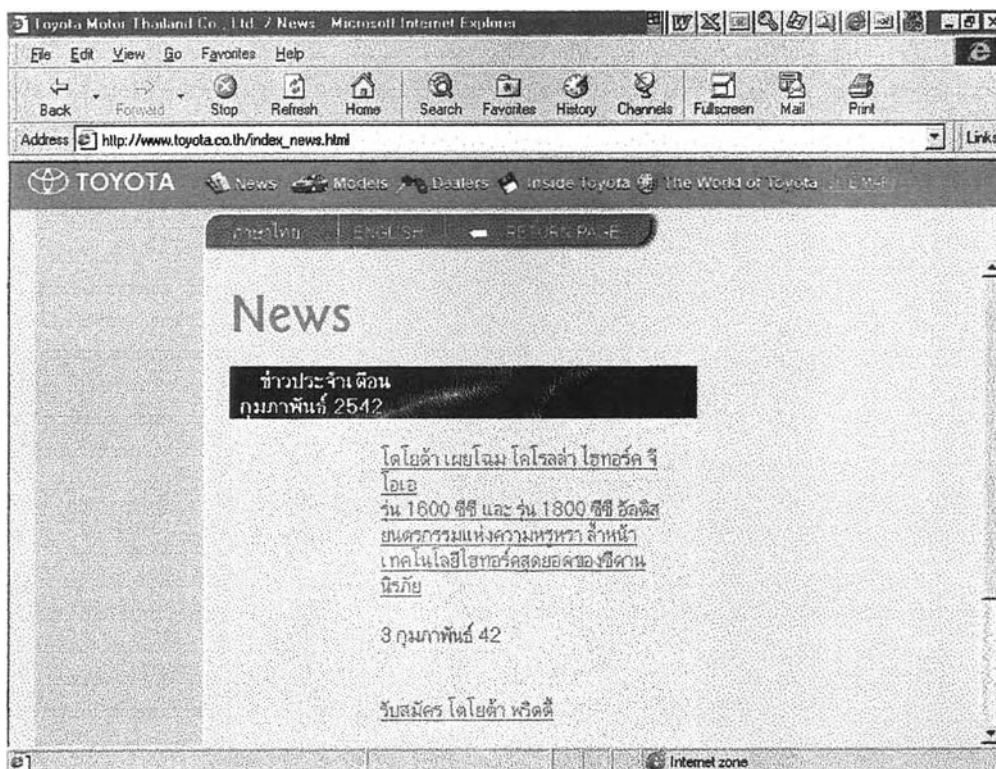 Toyota Motor Thailand Co., Ltd. / News - Microsoft Internet Explorer
File Edit View Go Favorites Help
Back Forward Stop Refresh Home Search Favorites History Channels Fullscreen Mail Print
Address http://www.toyota.co.th/index_news.html Links
TOYOTA News Models Dealers Inside Toyota The World of Toyota SITE MAP
ภาษาไทย ENGLISH RETURN PAGE
News
ข่าวประจำเดือน
กุมภาพันธ์ 2542
โตโยต้า เผยโฉม โคโรลล่า ไฮทอร์ค จี
โอเอ
รุ่น 1600 ซีซี และ รุ่น 1800 ซีซี อัลติส
ยนตรกรรมแห่งความหรูหรา ล้ำหน้า
เทคโนโลยีไฮทอร์คสุดยอดของซีดาน
นิรภัย
3 กุมภาพันธ์ 42
รับสมัคร โตโยต้า พริตตี้
Internet zone